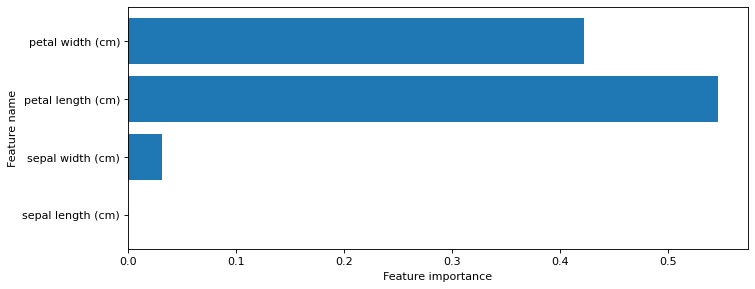 Feature name
petal width (cm)
petal length (cm)
sepal width (cm)
sepal length (cm)
0.0 0.1 0.2 0.3 0.4 0.5
Feature importance